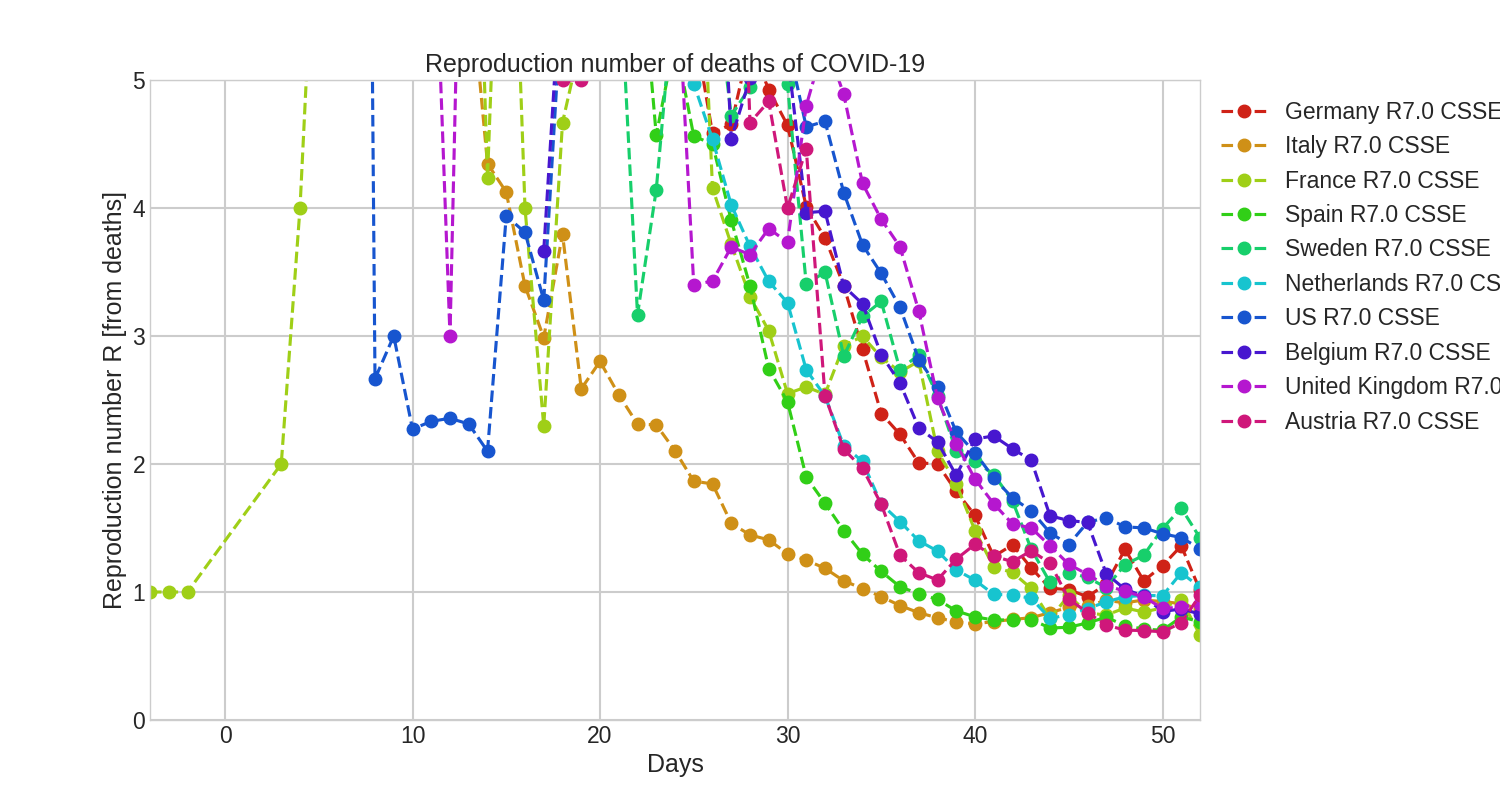 Reproduction number of deaths of COVID-19
Reproduction number R [from deaths]
5
4
3
2
1
0
0
10
20
30
40
50
Days
Germany R7.0 CSSE
Italy R7.0 CSSE
France R7.0 CSSE
Spain R7.0 CSSE
Sweden R7.0 CSSE
Netherlands R7.0 CS
US R7.0 CSSE
Belgium R7.0 CSSE
United Kingdom R7.0
Austria R7.0 CSSE